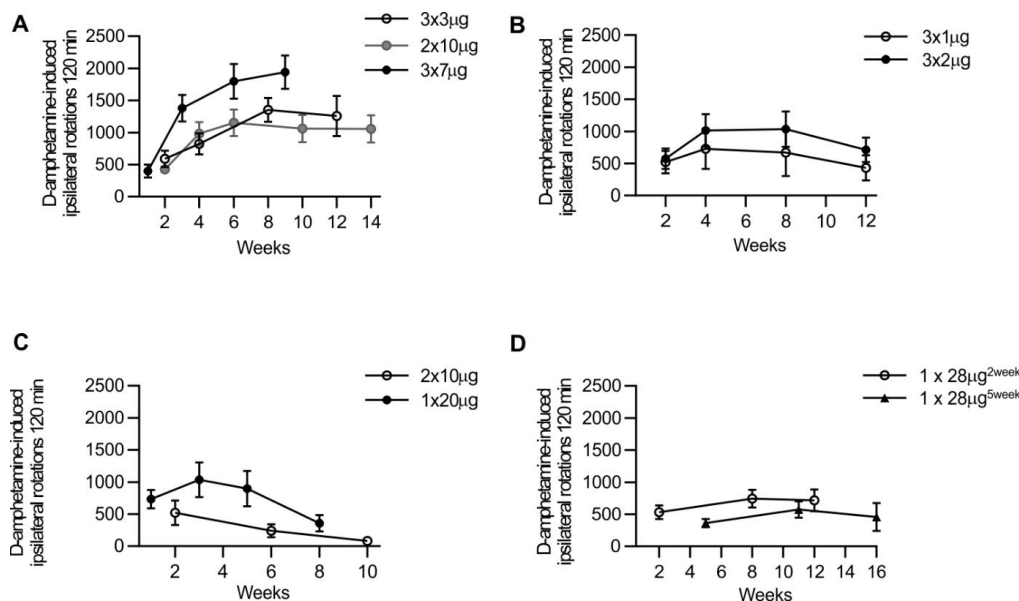 A
3x3µg
2x10µg
3x7µg
D-amphetamine-induced
ipsilateral rotations 120 min
2500
2000
1500
1000
500
0
2 4 6 8 10 12 14
Weeks
B
3x1µg
3x2µg
D-amphetamine-induced
ipsilateral rotations 120 min
2500
2000
1500
1000
500
0
2 4 6 8 10 12
Weeks
C
2x10µg
1x20µg
D-amphetamine-induced
ipsilateral rotations 120 min
2500
2000
1500
1000
500
0
2 4 6 8 10
Weeks
D
1 x 28µg2week
1 x 28µg5week
D-amphetamine-induced
ipsilateral rotations 120 min
2500
2000
1500
1000
500
0
2 4 6 8 10 12 14 16
Weeks